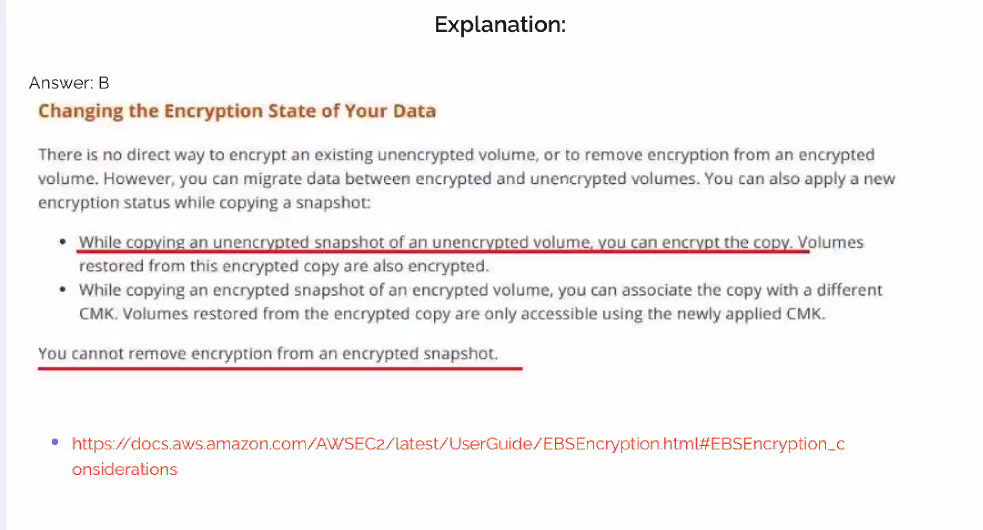 Explanation:
Answer: B
Changing the Encryption State of Your Data
There is no direct way to encrypt an existing unencrypted volume, or to remove encryption from an encrypted
volume. However, you can migrate data between encrypted and unencrypted volumes. You can also apply a new
encryption status while copying a snapshot:
• While copying an unencrypted snapshot of an unencrypted volume, you can encrypt the copy. Volumes
restored from this encrypted copy are also encrypted.
• While copying an encrypted snapshot of an encrypted volume, you can associate the copy with a different
CMK. Volumes restored from the encrypted copy are only accessible using the newly applied CMK.
You cannot remove encryption from an encrypted snapshot.
• https://docs.aws.amazon.com/AWSEC2/latest/UserGuide/EBSEncryption.html#EBSEncryption_c
onsiderations